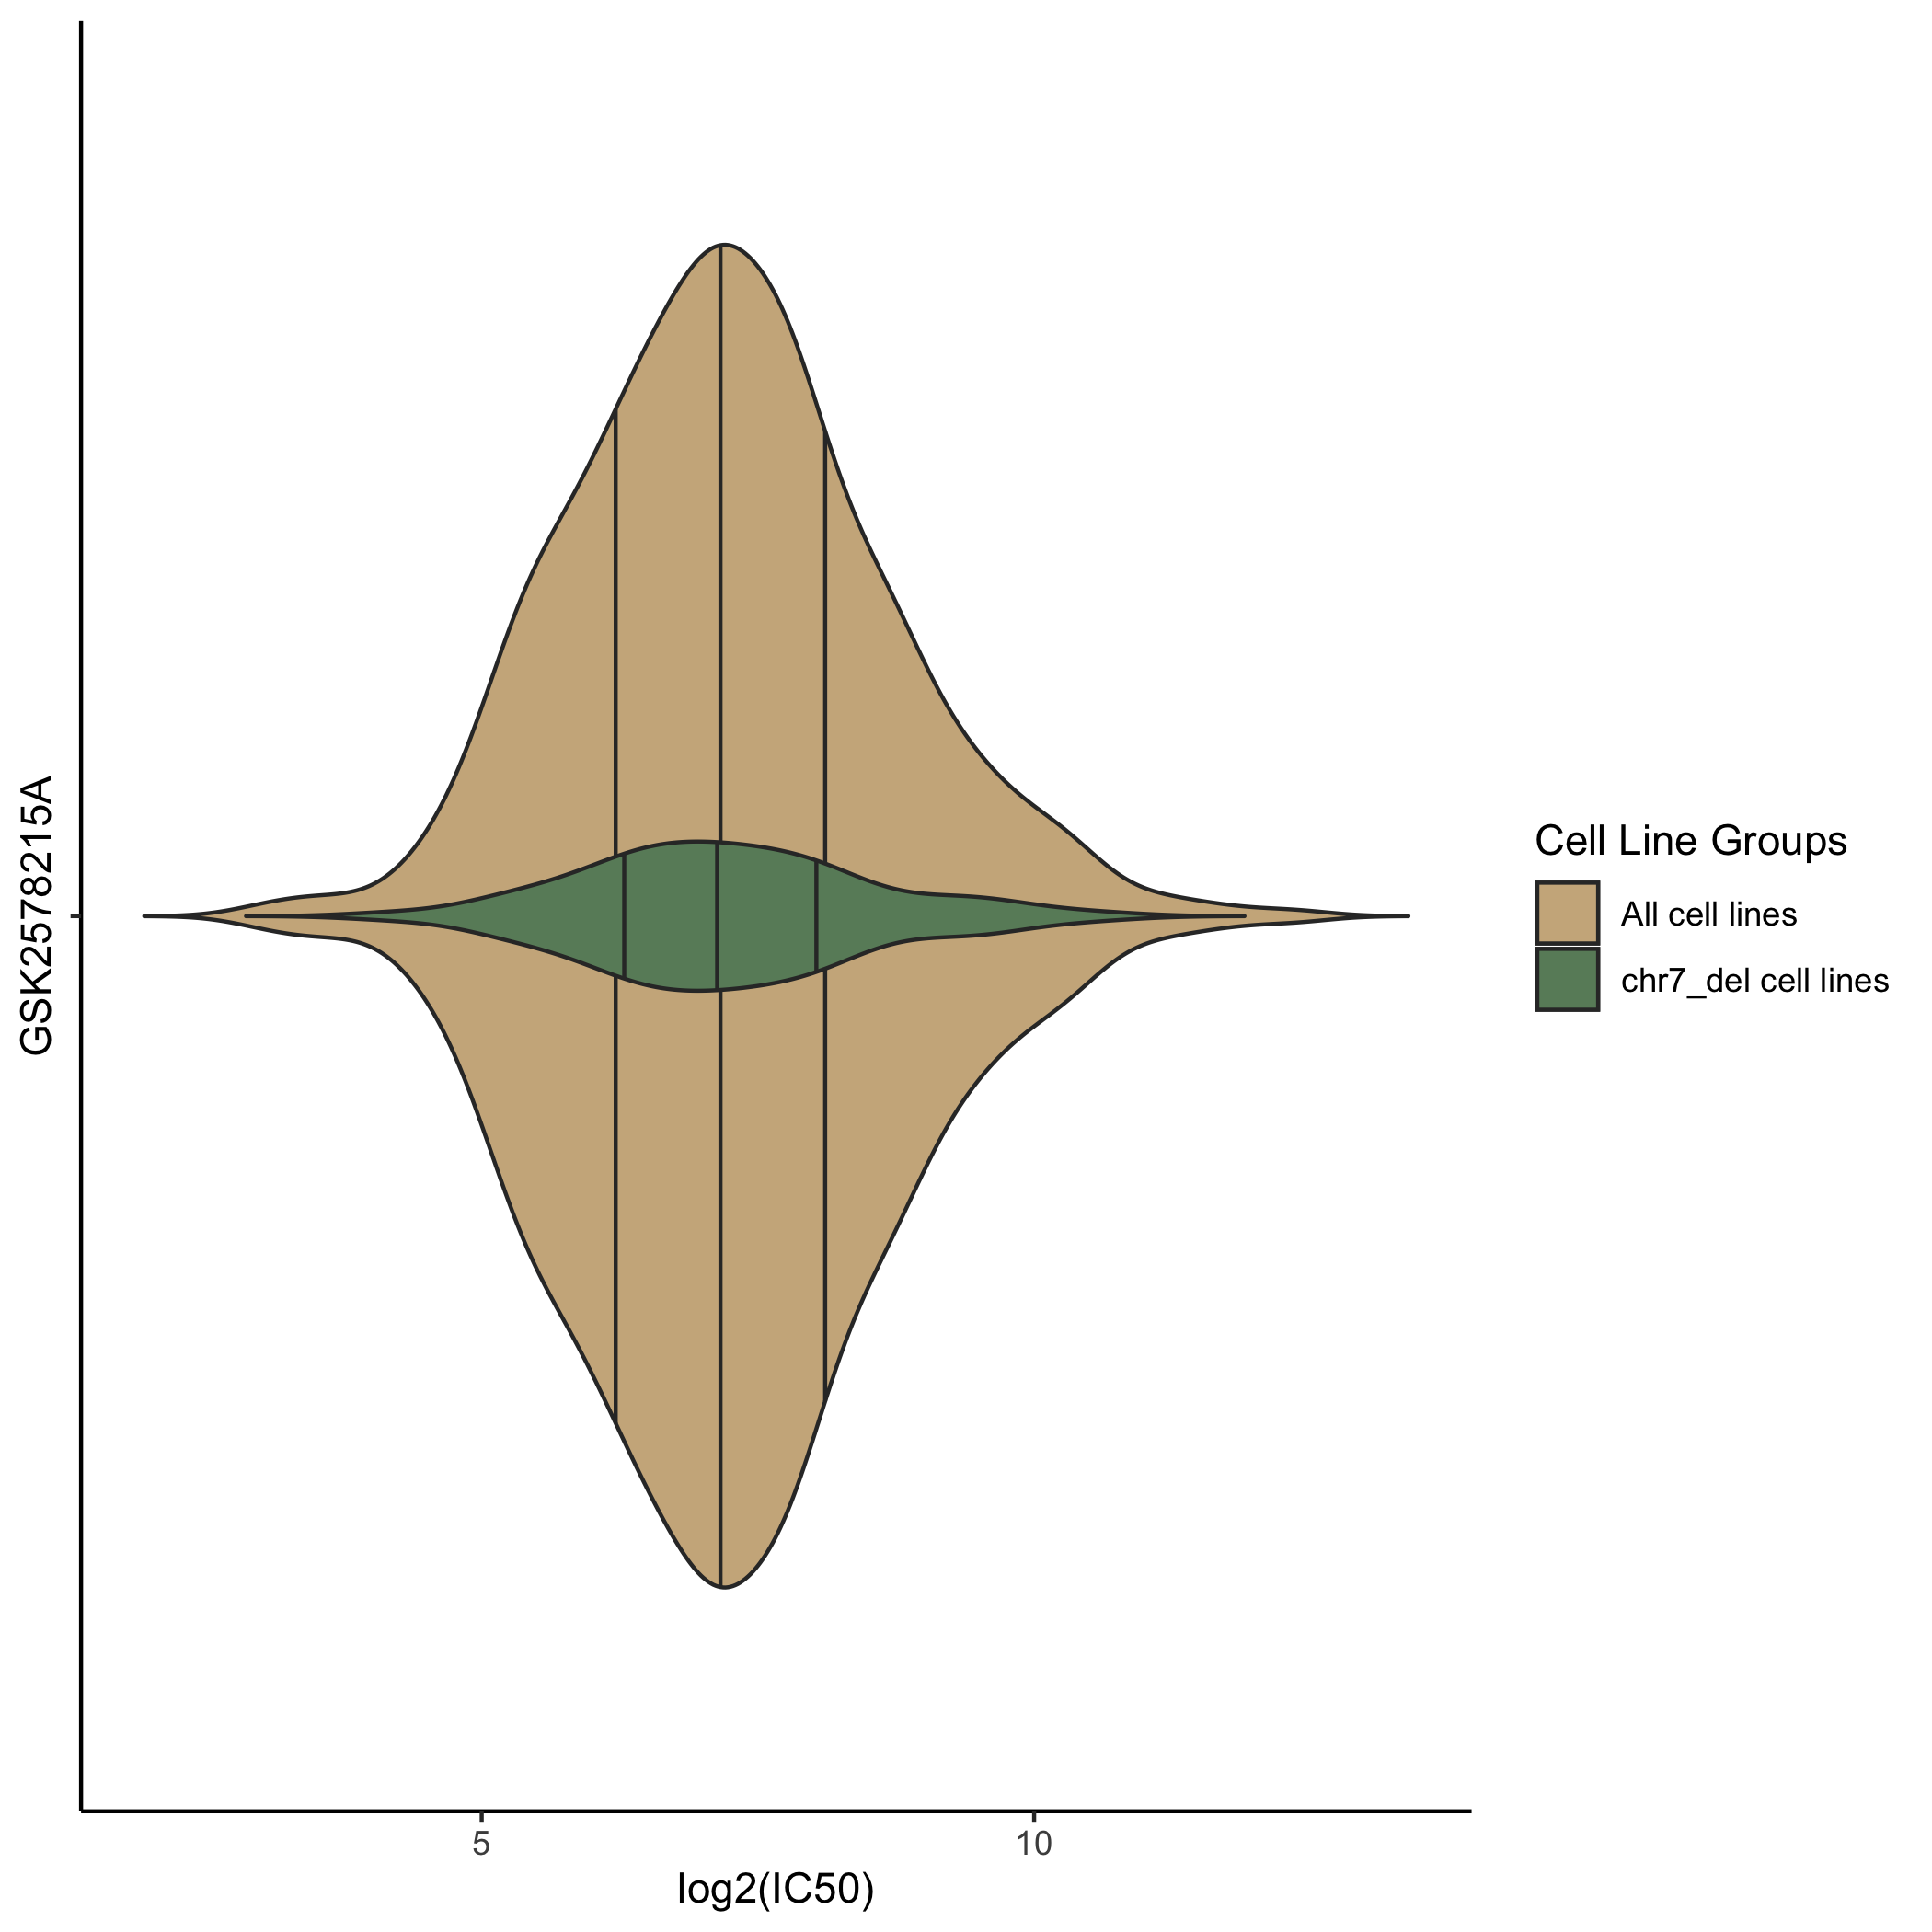 GSK2578215A
5
10
log2(IC50)
Cell Line Groups
All cell lines
chr7_del cell lines